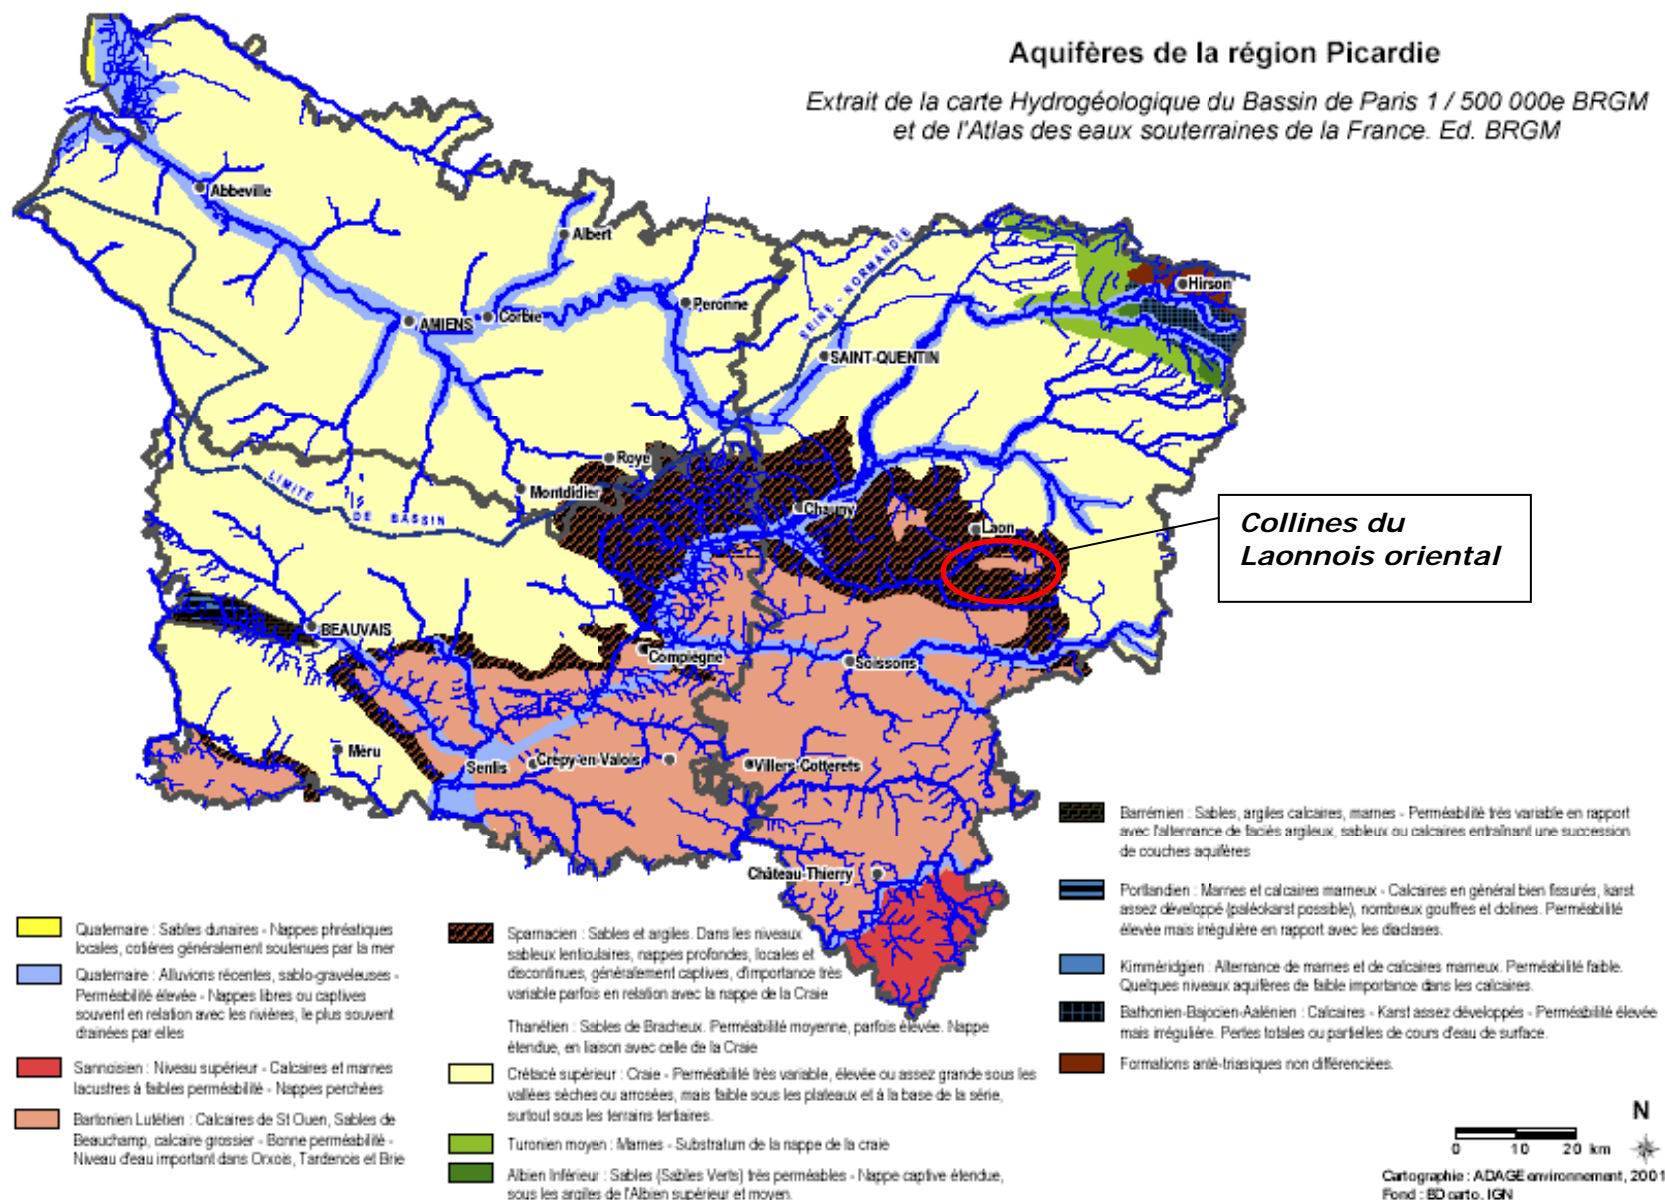 Aquifères de la région Picardie
Extrait de la carte Hydrogéologique du Bassin de Paris 1 / 500 000e BRGM
et de l'Atlas des eaux souterraines de la France. Ed. BRGM
Abbeville
Albert
Hirson
SEINE - NORMANDIE
Peronne
Corbie
AMIENS
SAINT-QUENTIN
Roye
Montdidier
LIMITE
DE BASSIN
Chauny
Laon
Collines du
Laonnois oriental
BEAUVAIS
Compiègne
Soissons
Méru
Senlis
Crépy-en-Valois
Villers-Cotterets
Château-Thierry
Quaternaire : Sables dunaires - Nappes phréatiques
locales, cotières généralement soutenues par la mer
Quaternaire : Alluvions récentes, sablo-graveleuses -
Perméabilité élevée - Nappes libres ou captives
souvent en relation avec les rivières, le plus souvent
drainées par elles
Sannoisien : Niveau supérieur - Calcaires et marnes
lacustres à faibles perméabilité - Nappes perchées
Bartonien Lutétien : Calcaires de St Ouen, Sables de
Beauchamp, calcaire grossier - Bonne perméabilité -
Niveau d'eau important dans Orxois, Tardenois et Brie
Sparnacien : Sables et argiles. Dans les niveaux
sableux lenticulaires, nappes profondes, locales et
discontinues, généralement captives, d'importance très
variable parfois en relation avec la nappe de la Craie
Thanétien : Sables de Bracheux. Perméabilité moyenne, parfois élevée. Nappe
étendue, en liaison avec celle de la Craie
Crétacé supérieur : Craie - Perméabilité très variable, élevée ou assez grande sous les
vallées sèches ou arrosées, mais faible sous les plateaux et à la base de la série,
surtout sous les terrains tertiaires.
Turonien moyen : Marnes - Substratum de la nappe de la craie
Albien Inférieur : Sables (Sables Verts) très perméables - Nappe captive étendue,
sous les argiles de l'Albien supérieur et moyen.
Barrémien : Sables, argiles calcaires, marnes - Perméabilité très variable en rapport
avec l'alternance de faciès argileux, sableux ou calcaires entraînant une succession
de couches aquifères
Portlandien : Marnes et calcaires marneux - Calcaires en général bien fissurés, karst
assez développé (paléokarst possible), nombreux gouffres et dolines. Perméabilité
élevée mais irrégulière en rapport avec les diaclases.
Kimméridgien : Alternance de marnes et de calcaires marneux. Perméabilité faible.
Quelques niveaux aquifères de faible importance dans les calcaires.
Bathonien-Bajocien-Aalénien : Calcaires - Karst assez développés - Perméabilité élevée
mais irrégulière. Pertes totales ou partielles de cours d'eau de surface.
Formations anté-triasiques non différenciées.
N
0 10 20 km
Cartographie : ADAGE environnement, 2001
Fond : BD carto, IGN